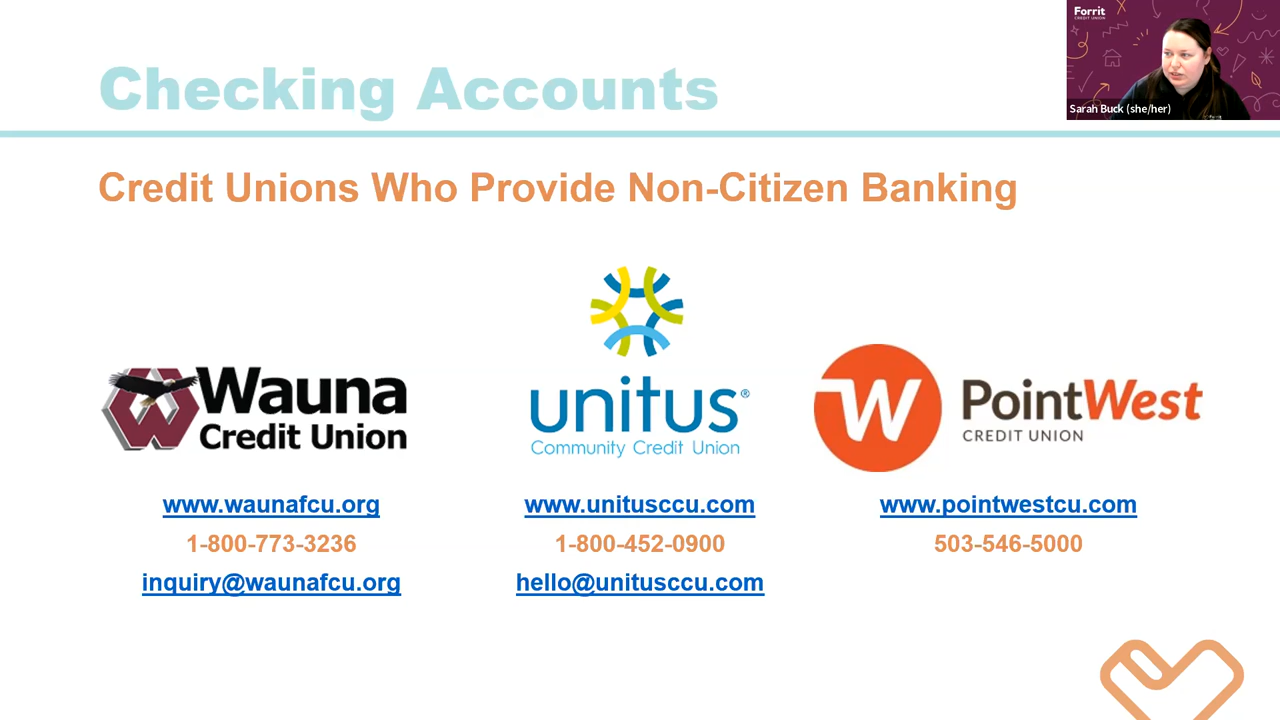 Checking Accounts
Forrit
CREDIT UNION
Sarah Buck (she/her)
Credit Unions Who Provide Non-Citizen Banking
Wauna
Credit Union
www.waunafcu.org
1-800-773-3236
inquiry@waunafcu.org
unitus®
Community Credit Union
www.unitusccu.com
1-800-452-0900
hello@unitusccu.com
W
PointWest
CREDIT UNION
www.pointwestcu.com
503-546-5000